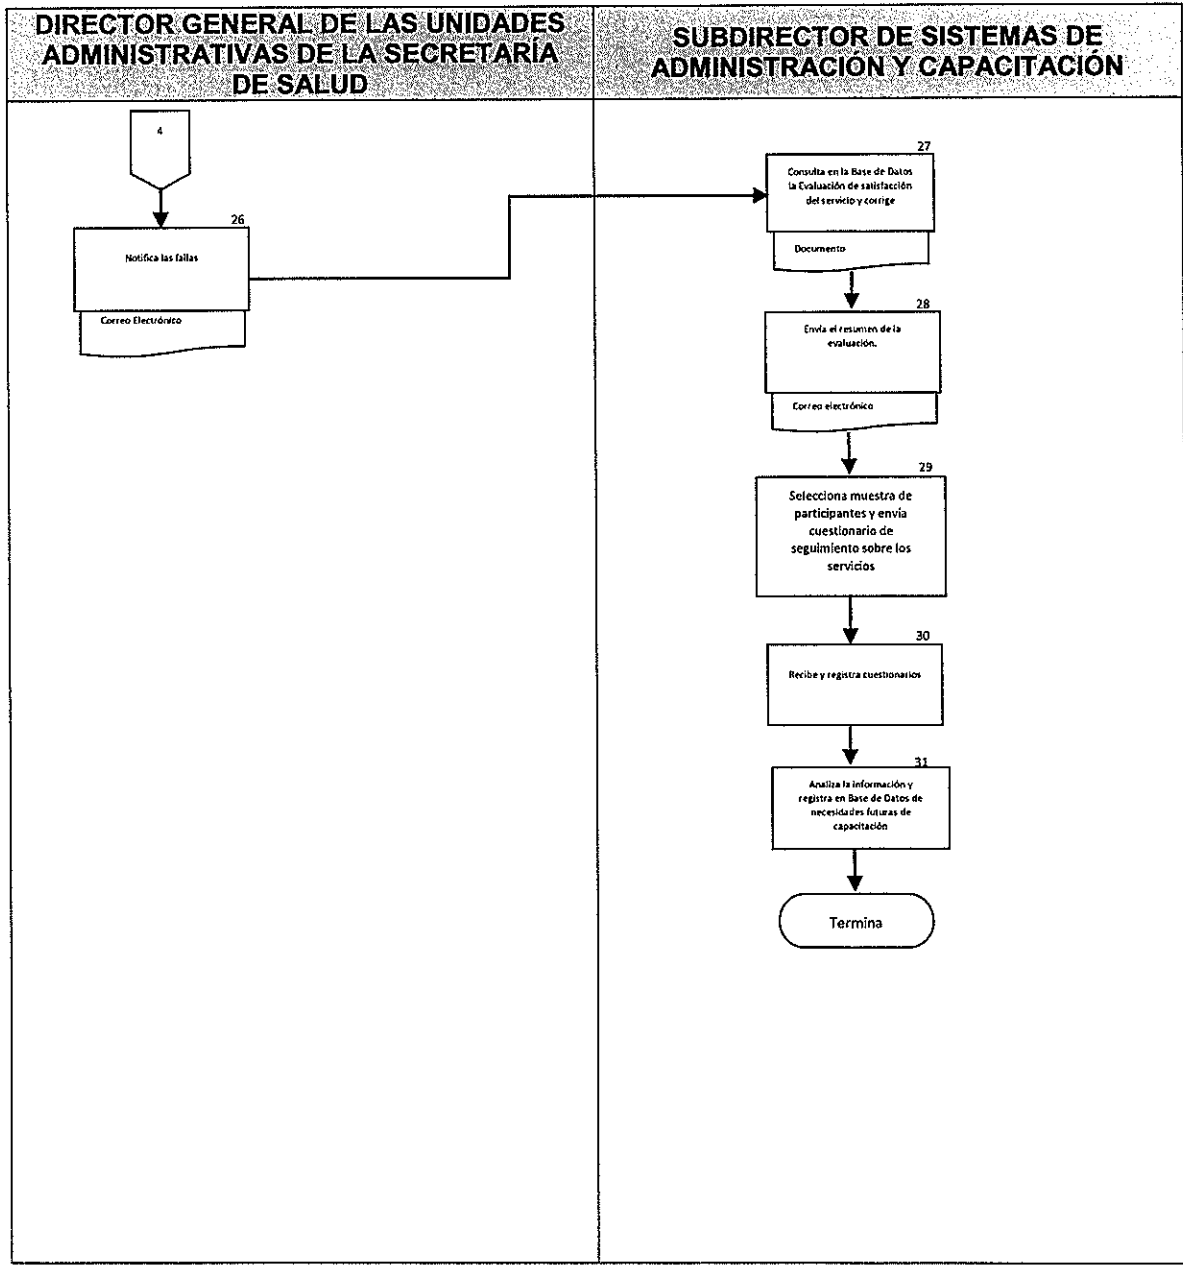 DIRECTOR GENERAL DE LAS UNIDADES
ADMINISTRATIVAS DE LA SECRETARÍA
DE SALUD
SUBDIRECTOR DE SISTEMAS DE
ADMINISTRACIÓN Y CAPACITACIÓN
4
26
Notifica las fallas
Correo Electrónico
27
Consulta en la Base de Datos
la Evaluación de satisfacción
del servicio y corrige
Documento
28
Envía el resumen de la
evaluación.
Correo electrónico
29
Selecciona muestra de
participantes y envía
cuestionario de
seguimiento sobre los
servicios
30
Recibe y registra cuestionarios
31
Analiza la información y
registra en Base de Datos de
necesidades futuras de
capacitación
Termina